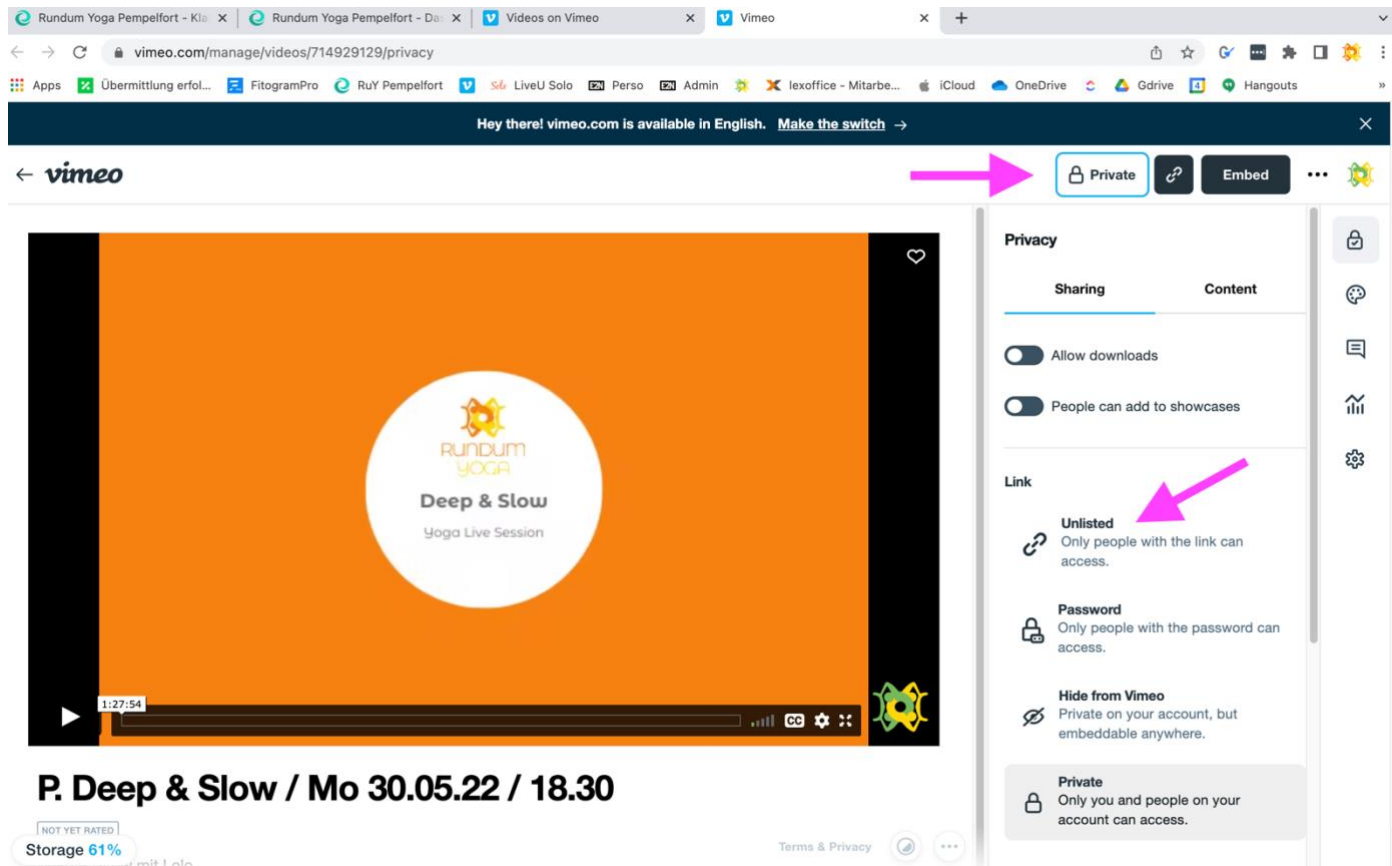 Rundum Yoga Pempelfort - Kla
Rundum Yoga Pempelfort - Da
Videos on Vimeo
Vimeo
vimeo.com/manage/videos/714929129/privacy
Apps
Übermittlung erfol...
FitogramPro
RuY Pempelfort
LiveU Solo
Perso
Admin
lexoffice - Mitarbe...
iCloud
OneDrive
Gdrive
4
Hangouts
»
Hey there! vimeo.com is available in English. Make the switch →
← vimeo
Private
Embed
Privacy
Sharing
Content
Allow downloads
People can add to showcases
Link
Unlisted
Only people with the link can
access.
Password
Only people with the password can
access.
Hide from Vimeo
Private on your account, but
embeddable anywhere.
Private
Only you and people on your
account can access.
RUNDUM
YOGA
Deep & Slow
Yoga Live Session
1:27:54
CC
P. Deep & Slow / Mo 30.05.22 / 18.30
NOT YET RATED
Storage 61%
mit
Terms & Privacy